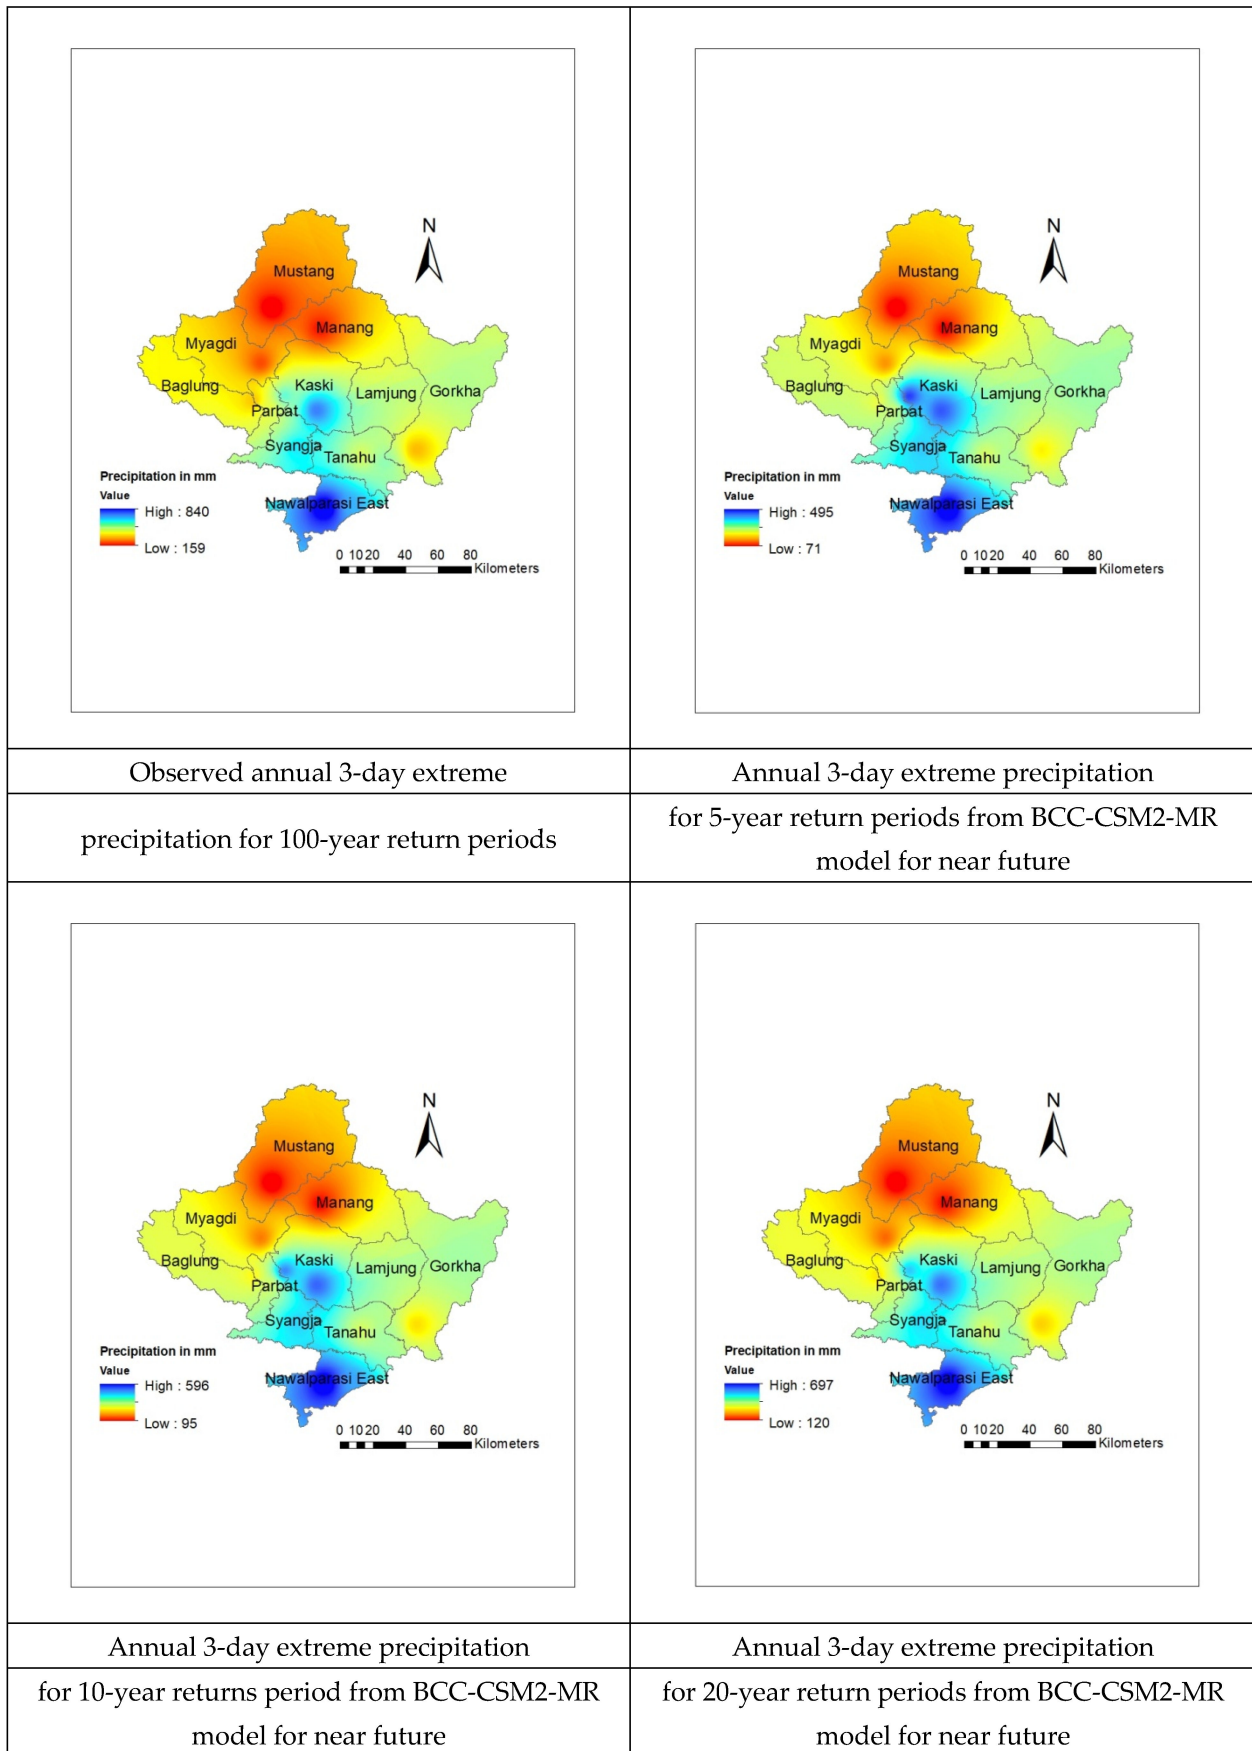 N
Mustang
Manang
Myagdi
Baglung
Kaski
Lamjung
Gorkha
Parbat
Syangja
Tanahu
Nawalparasi East
Precipitation in mm
Value
High : 840
Low : 159
0 10 20 40 60 80
Kilometers
N
Mustang
Manang
Myagdi
Baglung
Kaski
Lamjung
Gorkha
Parbat
Syangja
Tanahu
Nawalparasi East
Precipitation in mm
Value
High : 495
Low : 71
0 10 20 40 60 80
Kilometers
Observed annual 3-day extreme
precipitation for 100-year return periods
Annual 3-day extreme precipitation
for 5-year return periods from BCC-CSM2-MR
model for near future
N
Mustang
Manang
Myagdi
Baglung
Kaski
Lamjung
Gorkha
Parbat
Syangja
Tanahu
Nawalparasi East
Precipitation in mm
Value
High : 596
Low : 95
0 10 20 40 60 80
Kilometers
N
Mustang
Manang
Myagdi
Baglung
Kaski
Lamjung
Gorkha
Parbat
Syangja
Tanahu
Nawalparasi East
Precipitation in mm
Value
High : 697
Low : 120
0 10 20 40 60 80
Kilometers
Annual 3-day extreme precipitation
for 10-year returns period from BCC-CSM2-MR
model for near future
Annual 3-day extreme precipitation
for 20-year return periods from BCC-CSM2-MR
model for near future